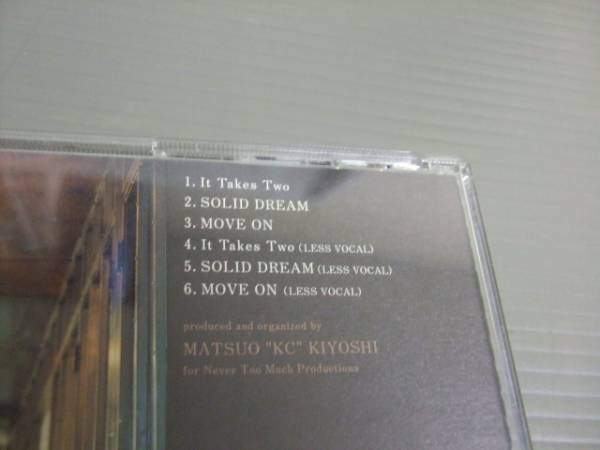 1. It Takes Two
2. SOLID DREAM
3. MOVE ON
4. It Takes Two (LESS VOCAL)
5. SOLID DREAM (LESS VOCAL)
6. MOVE ON (LESS VOCAL)
produced and organized by
MATSUO "KC" KIYOSHI
for Never Too Much Productions